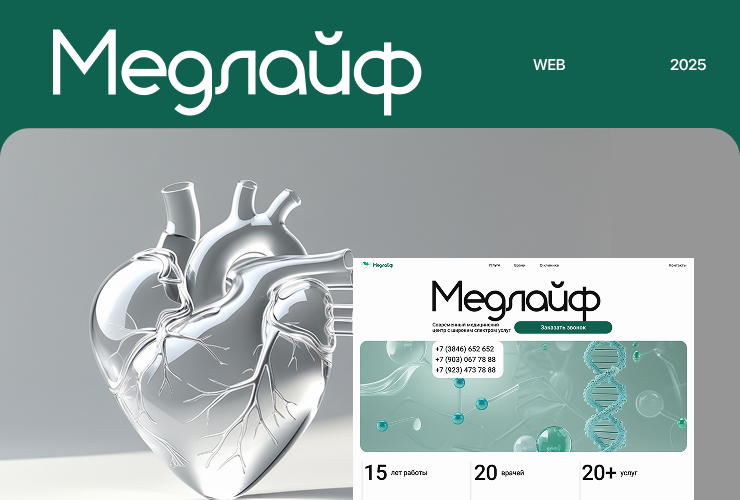 Медлайф
WEB
2025
Медлайф
Услуги
Врачи
О клинике
Контакты
Медлайф
Современный медицинский
центр с широким спектром услуг
Заказать звонок
+7 (3846) 652 652
+7 (903) 067 78 88
+7 (923) 473 78 88
15 лет работы
20 врачей
20+ услуг